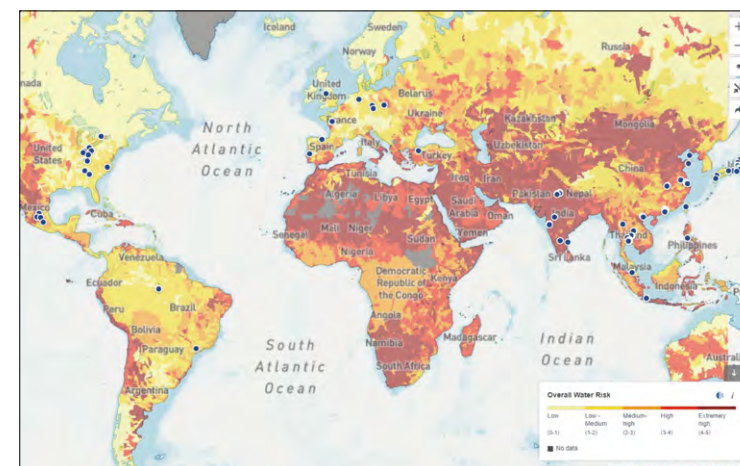 Iceland
Sweden
Norway
Russia
nada
United
Kingdom
Belarus
North
Atlantic
Ocean
France
Ukraine
Kazakhstan
Mongolia
United
States
Spain
Italy
Turkey
Uzbekistan
China
Tunisia
Iraq
Iran
Algeria
Libya
Egypt
Saudi
Arabia
Pakistan
Nepal
Mexico
Cuba
Mali
Niger
Oman
India
Senegal
Sudan
Yemen
Thailand
Philippines
Venezuela
Nigeria
Sri Lanka
Ecuador
Democratic
Republic of
the Congo
Kenya
Malaysia
Indonesia
Peru
Brazil
Angola
Bolivia
Paraguay
South
Atlantic
Ocean
Namibia
Madagascar
Indian
Ocean
South Africa
Austral
Argentina
Overall Water Risk
Low
Low -
Medium
Medium-
high
High
Extremely
high
(0-1)
(1-2)
(2-3)
(3-4)
(4-5)
No data